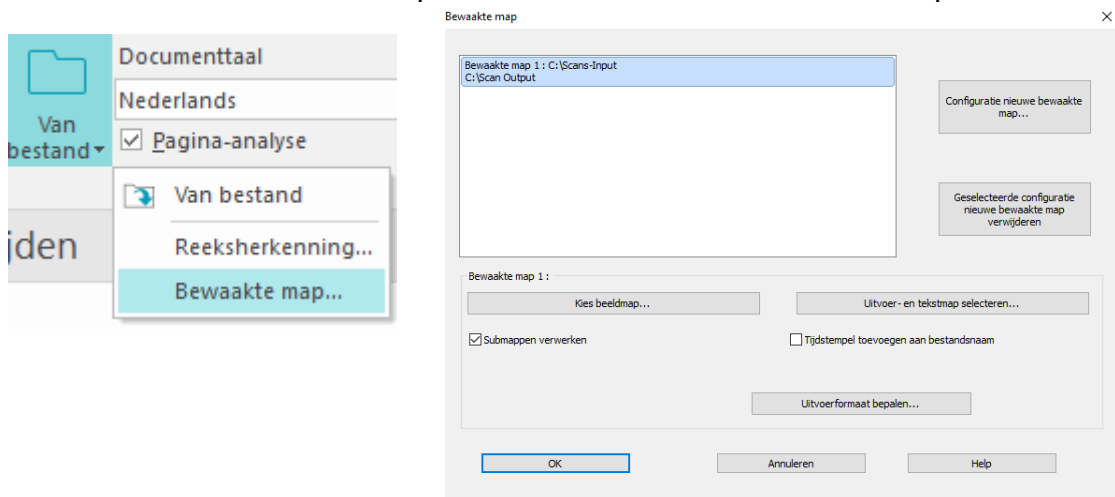 Documenttaal
Nederlands
Van
bestand
Pagina-analyse
Van bestand
Reeksherkenning...
Bewaakte map...
jden
Bewaakte map
Bewaakte map 1 : C:\Scans-Input
C:\Scan Output
Configuratie nieuwe bewaakte
map...
Geselecteerde configuratie
nieuwe bewaakte map
verwijderen
Bewaakte map 1 :
Kies beeldmap...
Uitvoer- en tekstmap selecteren...
Submappen verwerken
Tijdstempel toevoegen aan bestandsnaam
Uitvoerformaat bepalen...
OK
Annuleren
Help